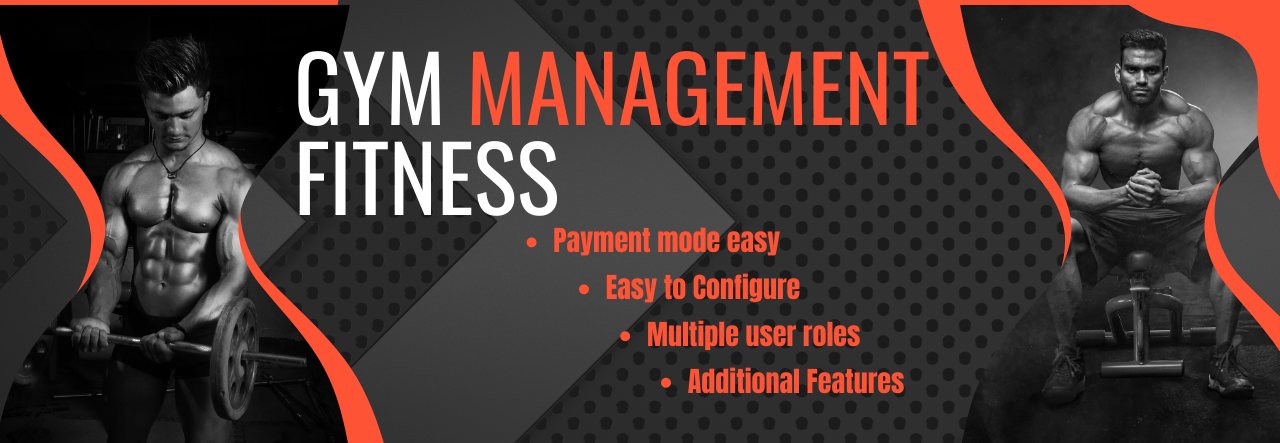 GYM MANAGEMENT
FITNESS
• Payment mode easy
• Easy to Configure
• Multiple user roles
• Additional Features